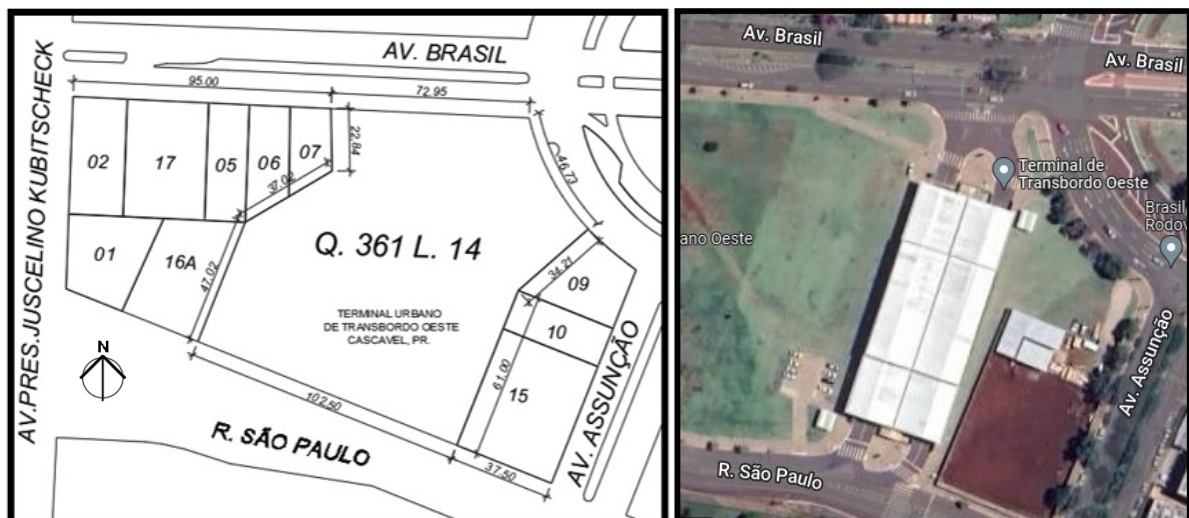 AV. BRASIL
AV.PRES.JUSCELINO KUBITSCHECK
95.00
72.95
22.84
46.73
02
17
05
06
07
37.02
01
16A
47.02
Q. 361 L. 14
TERMINAL URBANO
DE TRANSBORDO OESTE
CASCAVEL, PR.
34.21
09
10
15
61.00
N
102.50
37.50
R. SÃO PAULO
AV. ASSUNÇÃO
Av. Brasil
Av. Brasil
Terminal de
Transbordo Oeste
Brasil
Rodov
ano Oeste
Av. Assunção
R. São Paulo